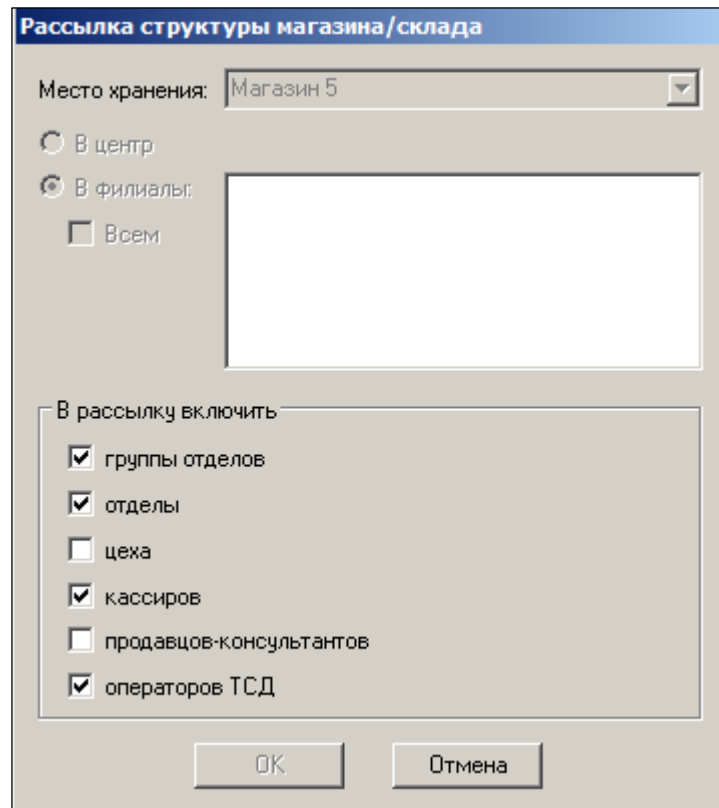 Рассылка структуры магазина/склада
Место хранения: Магазин 5
В центр
В филиалы:
Всем
В рассылку включить
группы отделов
отделы
цеха
кассиров
продавцов-консультантов
операторов ТСД
OK Отмена